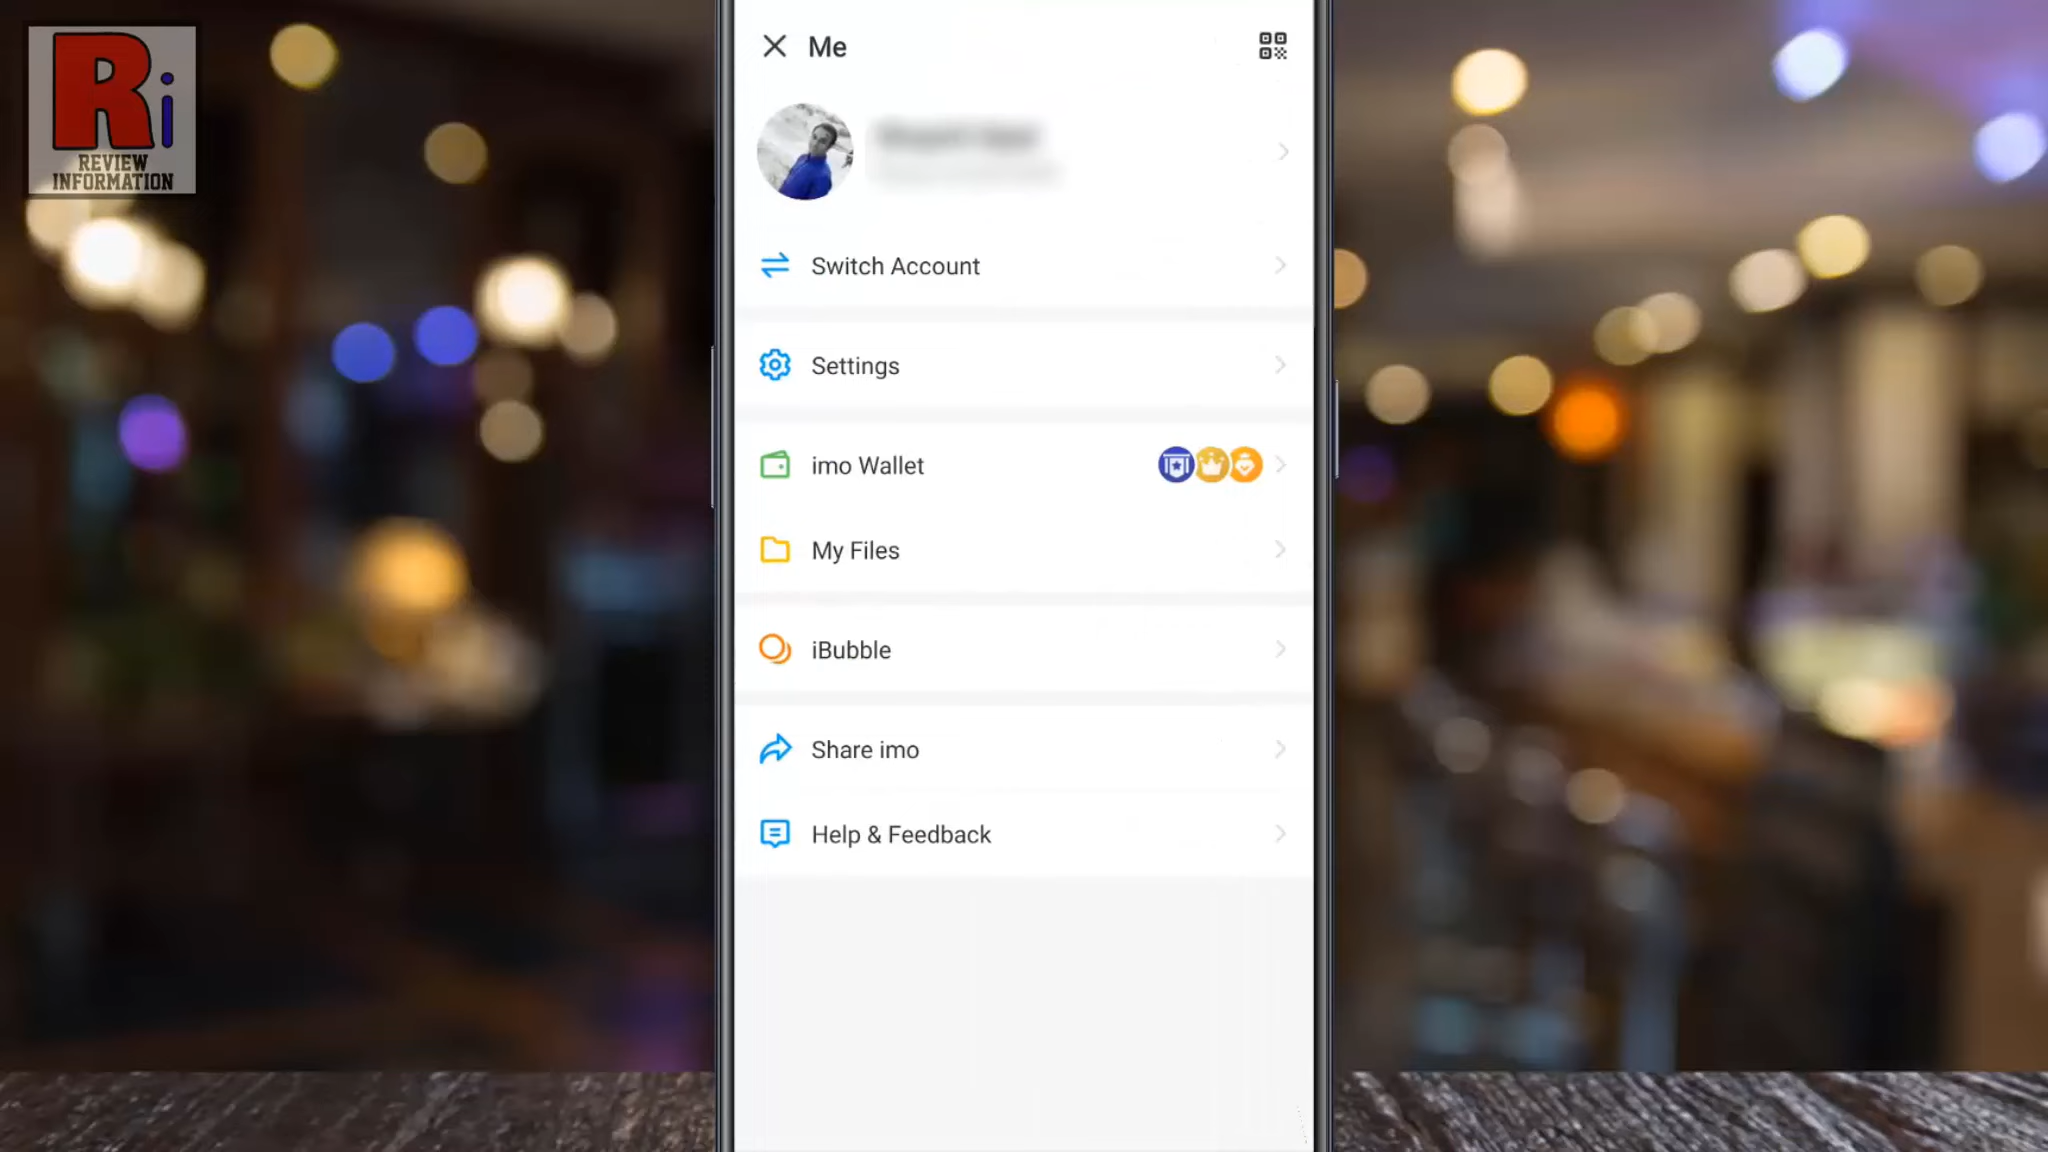 Ri
REVIEW
INFORMATION
Me
Switch Account
Settings
imo Wallet
My Files
iBubble
Share imo
Help & Feedback